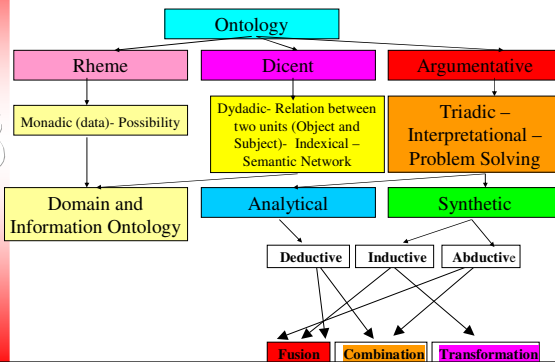 Ontology
Rheme
Dicent
Argumentative
Monadic (data)- Possibility
Dydadic- Relation between
two units (Object and
Subject)- Indexical –
Semantic Network
Triadic –
Interpretational –
Problem Solving
Domain and
Information Ontology
Analytical
Synthetic
Deductive
Inductive
Abductive
Fusion
Combination
Transformation